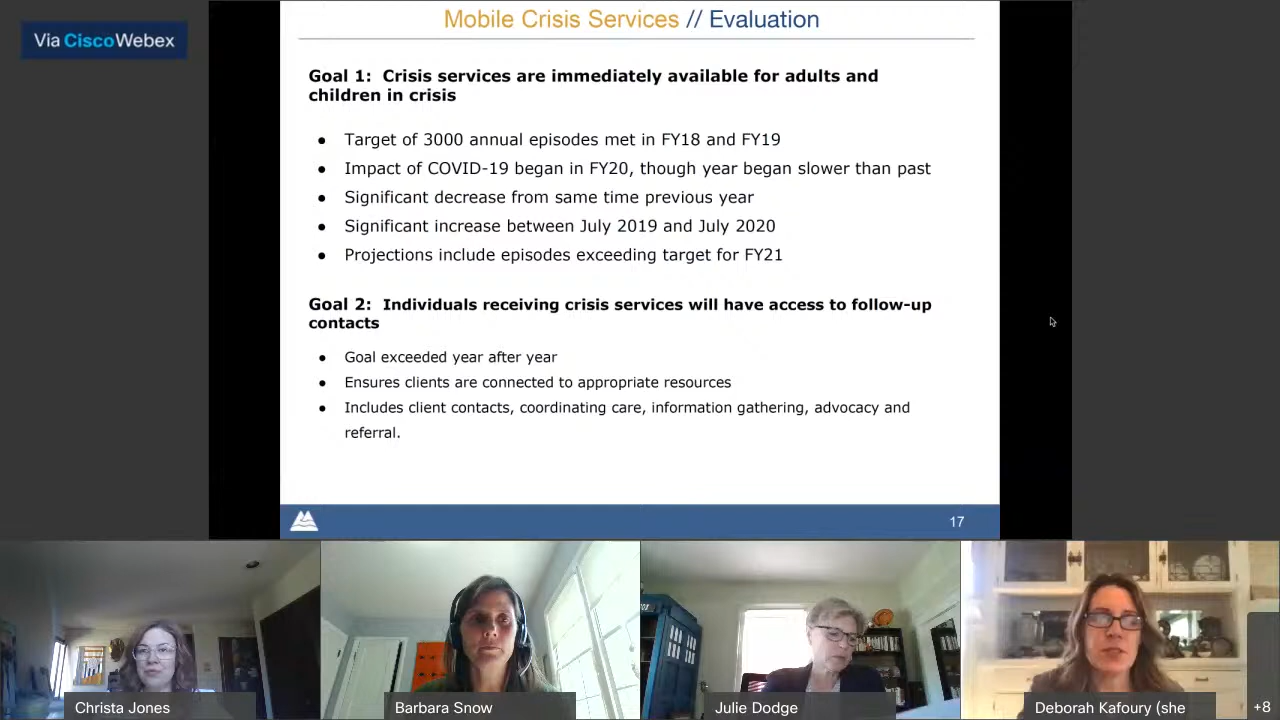 Via CiscoWebex
Mobile Crisis Services // Evaluation
Goal 1: Crisis services are immediately available for adults and
children in crisis
● Target of 3000 annual episodes met in FY18 and FY19
● Impact of COVID-19 began in FY20, though year began slower than past
● Significant decrease from same time previous year
● Significant increase between July 2019 and July 2020
● Projections include episodes exceeding target for FY21
Goal 2: Individuals receiving crisis services will have access to follow-up
contacts
● Goal exceeded year after year
● Ensures clients are connected to appropriate resources
● Includes client contacts, coordinating care, information gathering, advocacy and
referral.
17
Christa Jones
Barbara Snow
Julie Dodge
Deborah Kafoury (she
+8